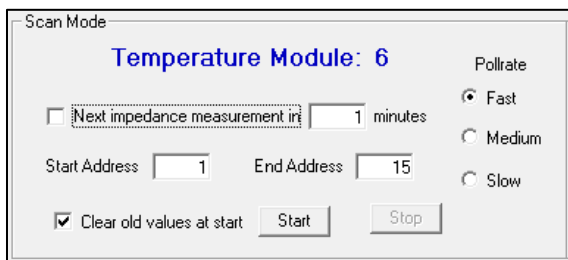 Scan Mode
Temperature Module: 6
Pollrate
Fast
Next impedance measurement in 1 minutes
Medium
Start Address 1 End Address 15
Slow
Clear old values at start Start Stop